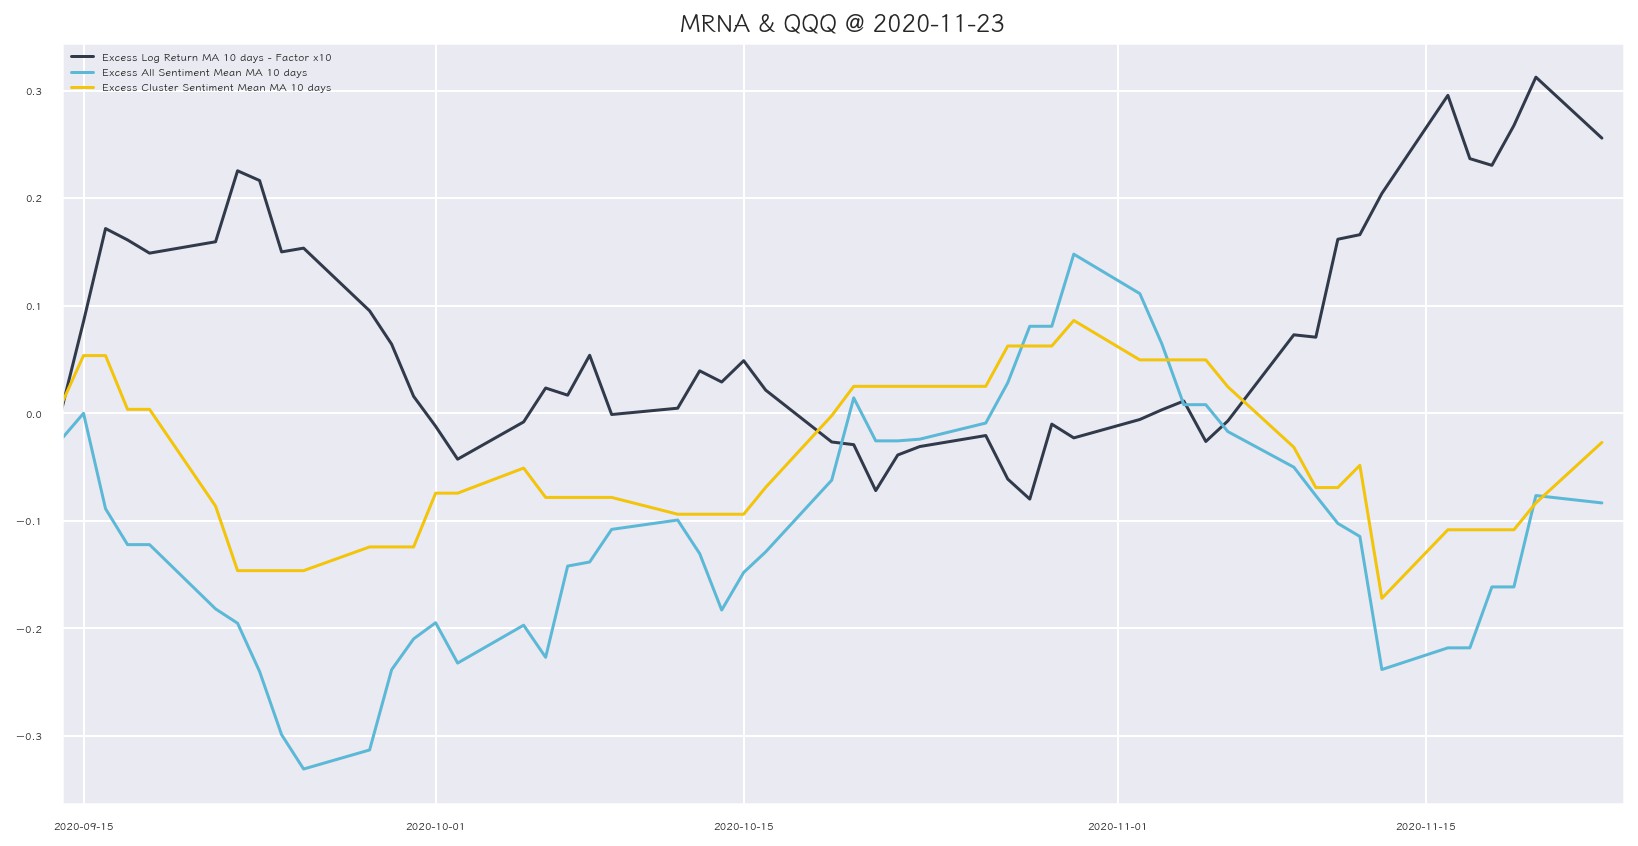 MRNA & QQQ @ 2020-11-23
Excess Log Return MA 10 days - Factor x10
Excess All Sentiment Mean MA 10 days
Excess Cluster Sentiment Mean MA 10 days
0.3
0.2
0.1
0.0
−0.1
−0.2
−0.3
2020-09-15 2020-10-01 2020-10-15 2020-11-01 2020-11-15